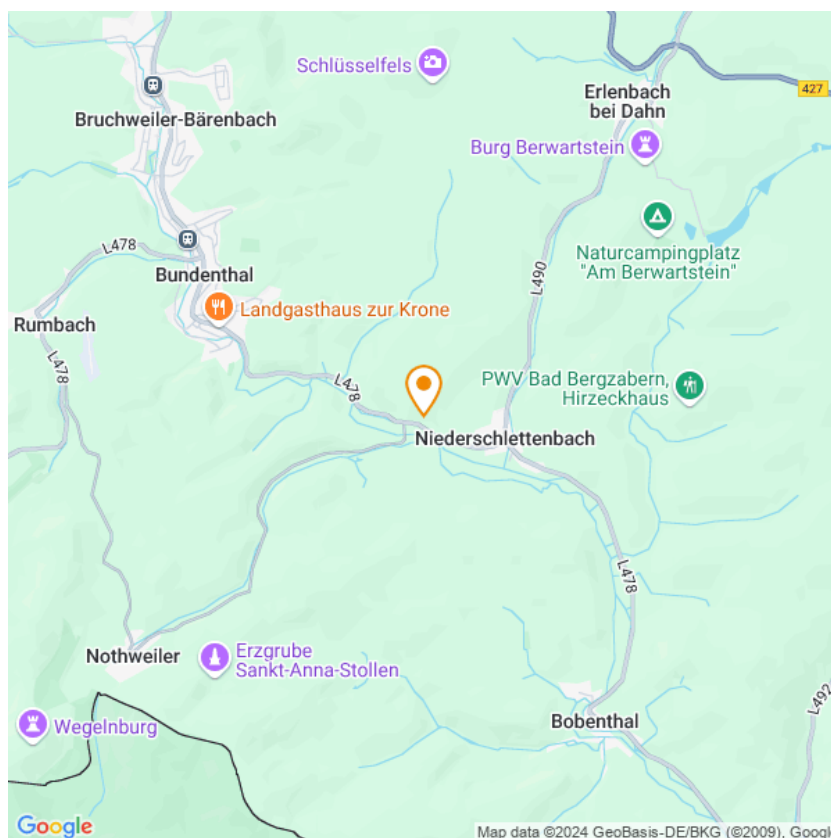 Schlüsselfels
Erlenbach
bei Dahn
427
Bruchweiler-Bärenbach
Burg Berwartstein
L478
Naturcampingplatz
"Am Berwartstein"
Bundenthal
L490
Landgasthaus zur Krone
Rumbach
L478
L478
PWV Bad Bergzabern,
Hirzeckhaus
Niederschlettenbach
L478
Nothweiler
Erzgrube
Sankt-Anna-Stollen
L492
Wegelnburg
Bobenthal
Google
Map data ©2024 GeoBasis-DE/BKG (©2009), Google